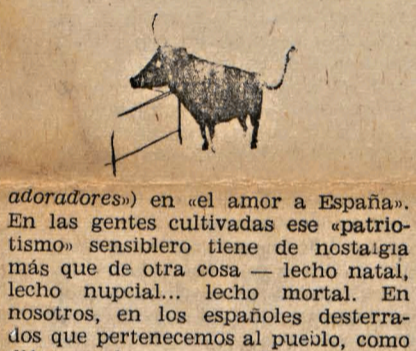 adoradores») en «el amor a España».
En las gentes cultivadas ese «patrio-
tismo» sensiblero tiene de nostalgia
más que de otra cosa — lecho natal,
lecho nupcial... lecho mortal. En
nosotros, en los españoles desterra-
dos que pertenecemos al pueblo, como